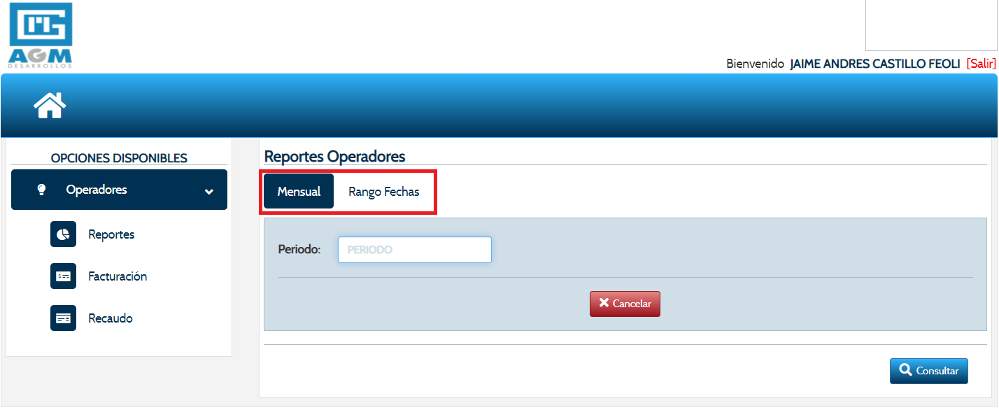 AGM
DESARROLLOS
Bienvenido JAIME ANDRES CASTILLO FEOLI [Salir]
OPCIONES DISPONIBLES
Operadores
Reportes
Facturación
Recaudo
Reportes Operadores
Mensual Rango Fechas
Periodo: PERIODO
Cancelar
Consultar